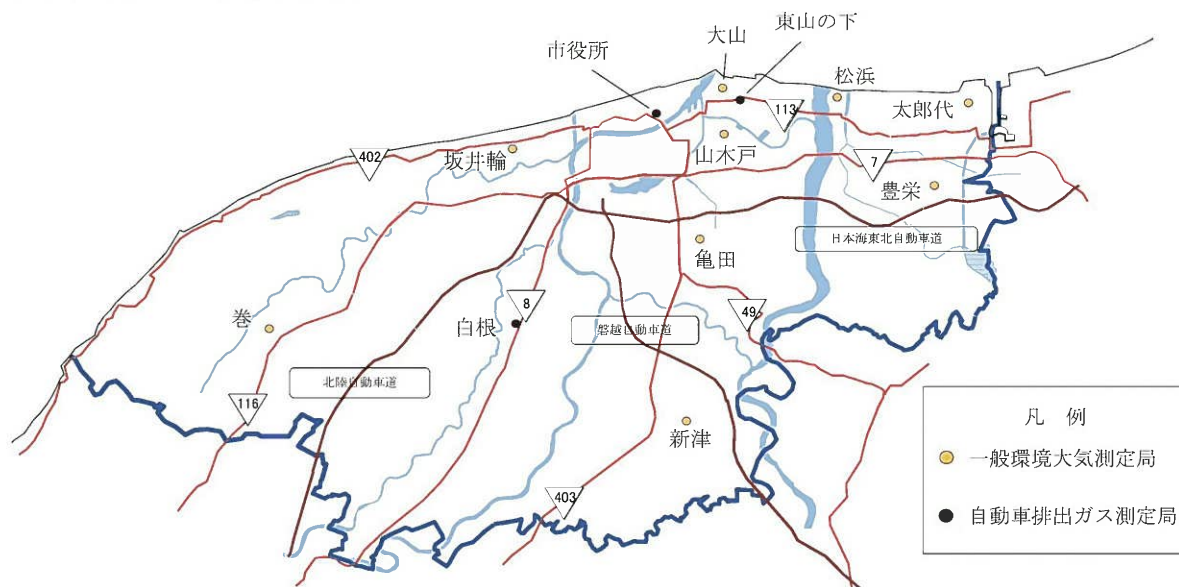 東山の下
大山
市役所
松浜
太郎代
113
402
坂井輪
山木戸
7
豊栄
日本海東北自動車道
亀田
巻
白根
8
磐越自動車道
49
北陸自動車道
116
新津
403
凡 例
一般環境大気測定局
自動車排出ガス測定局